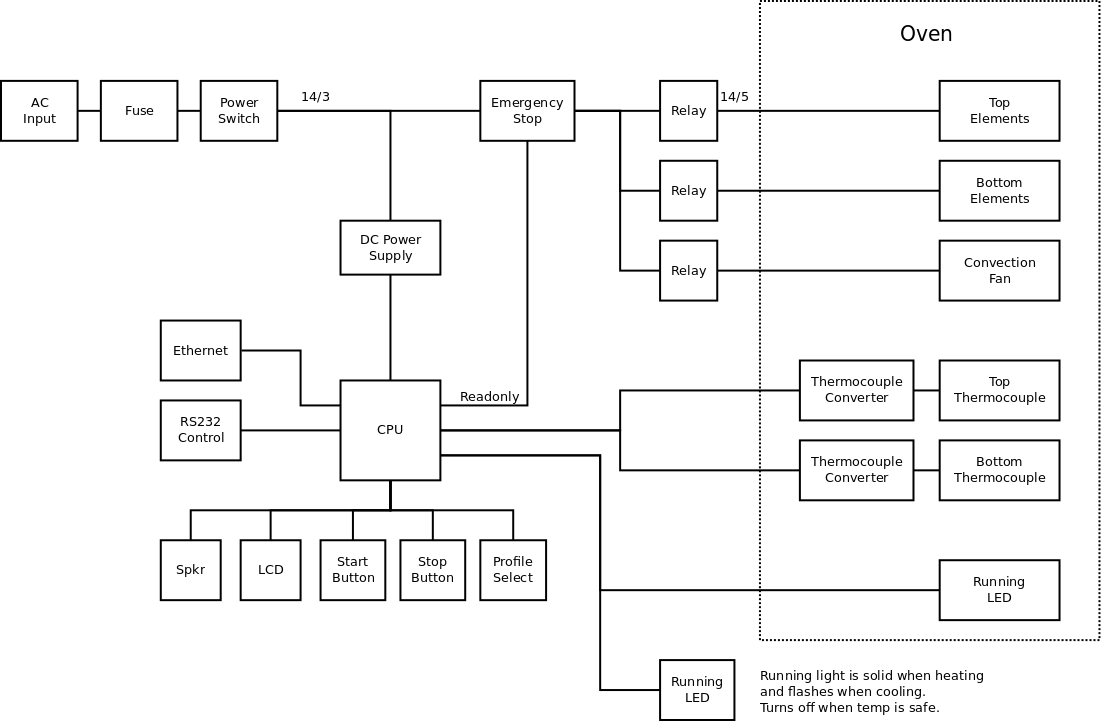 Oven
AC
Input
Fuse
Power
Switch
14/3
Emergency
Stop
Relay
14/5
Top
Elements
Relay
Bottom
Elements
DC Power
Supply
Relay
Convection
Fan
Ethernet
Readonly
Thermocouple
Converter
Top
Thermocouple
RS232
Control
CPU
Thermocouple
Converter
Bottom
Thermocouple
Spkr
LCD
Start
Button
Stop
Button
Profile
Select
Running
LED
Running
LED
Running light is solid when heating
and flashes when cooling.
Turns off when temp is safe.